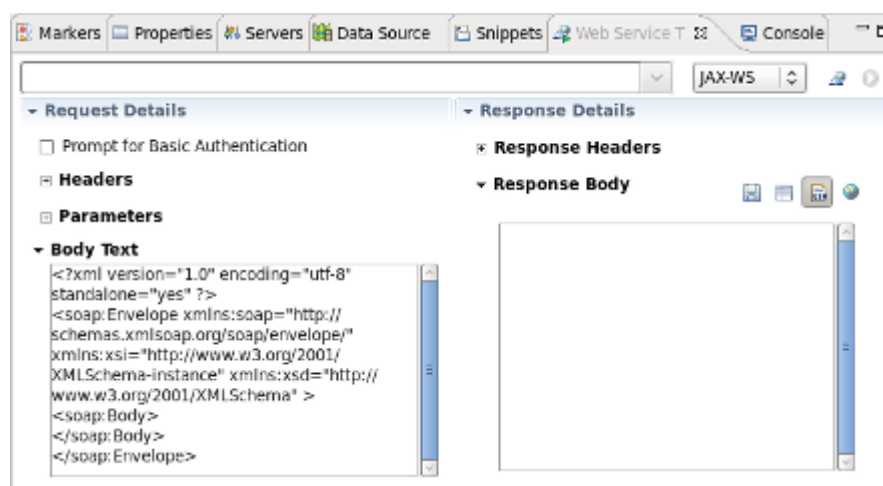 Markers Properties Servers Data Source Snippets Web Service T Console
JAX-WS
Request Details
Response Details
Prompt for Basic Authentication
Response Headers
Headers
Response Body
Parameters
Body Text
<?xml version="1.0" encoding="utf-8"
standalone="yes" ?>
<soap:Envelope xmlns:soap="http://
schemas.xmlsoap.org/soap/envelope/"
xmlns:xsi="http://www.w3.org/2001/
XMLSchema-instance" xmlns:xsd="http://
www.w3.org/2001/XMLSchema" >
<soap:Body>
</soap:Body>
</soap:Envelope>